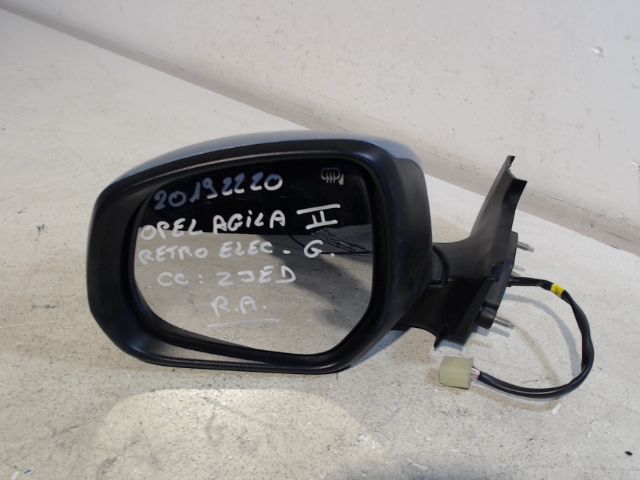 20192220
OPEL AGILA II
RETRO ELEC - G.
CC : ZJED
R.A.